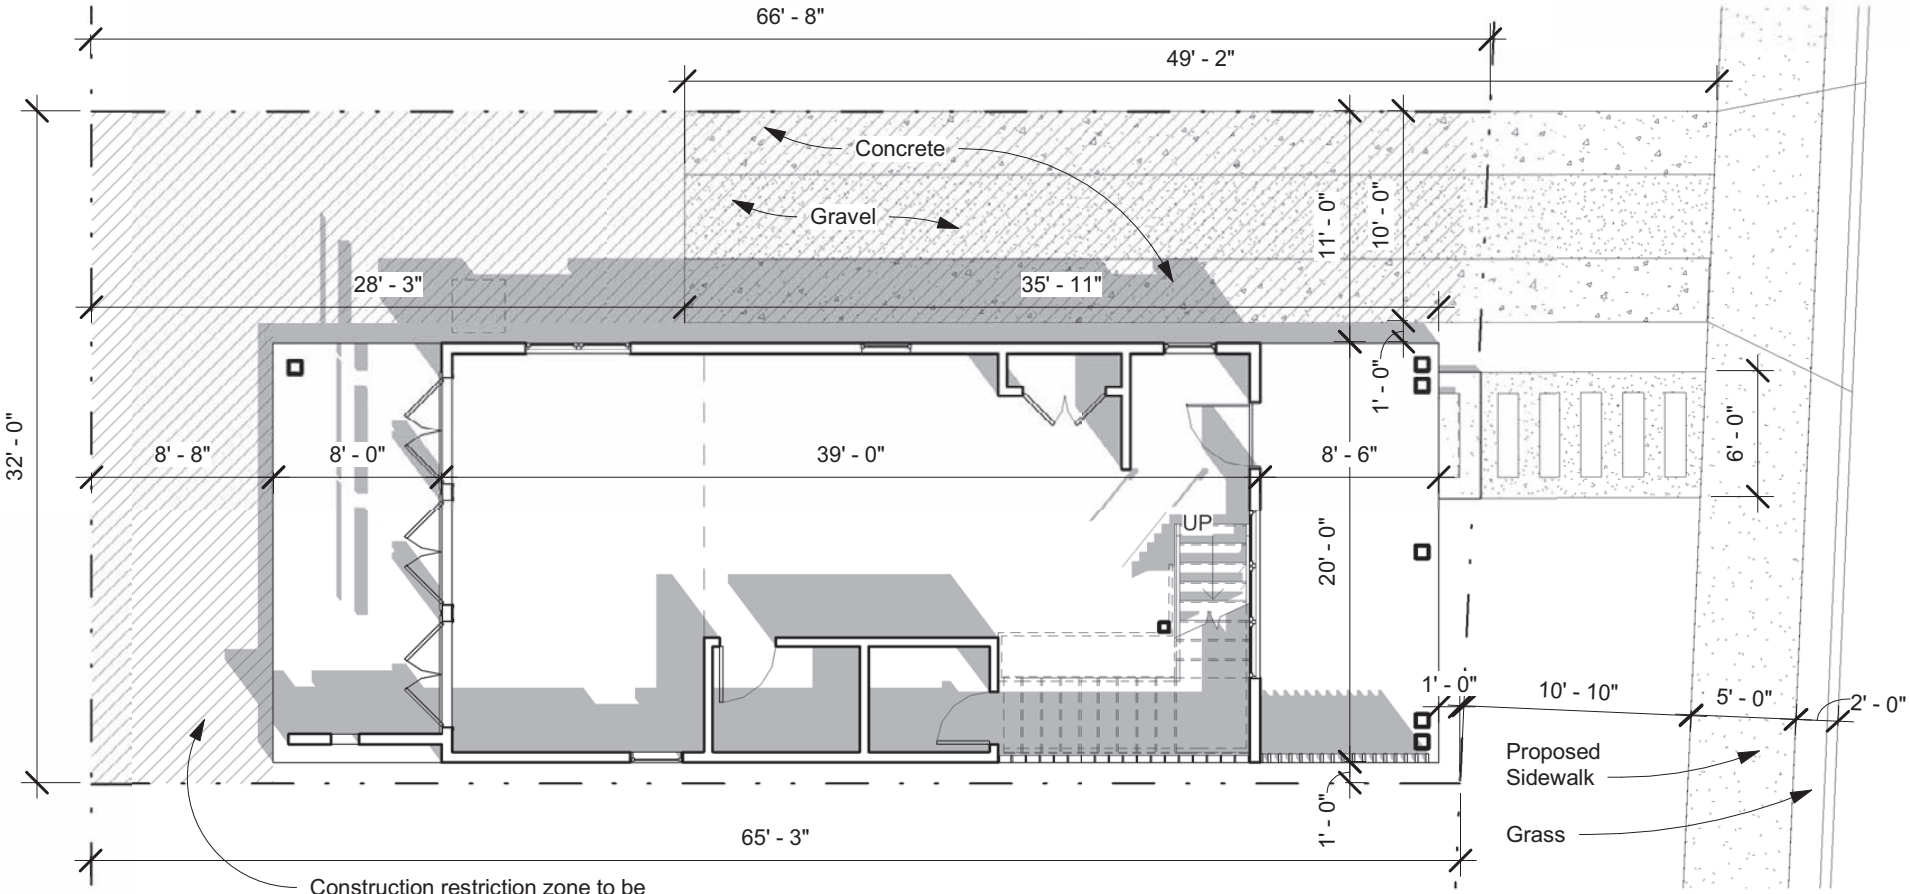 66' - 8"
49' - 2"
Concrete
Gravel
11' - 0"
10' - 0"
28' - 3"
35' - 11"
1' - 0"
32' - 0"
8' - 8"
8' - 0"
39' - 0"
8' - 6"
6' - 0"
UP
20' - 0"
1' - 0"
10' - 10"
5' - 0"
2' - 0"
Proposed
Sidewalk
1' - 0"
Grass
65' - 3"
Construction restriction zone to be